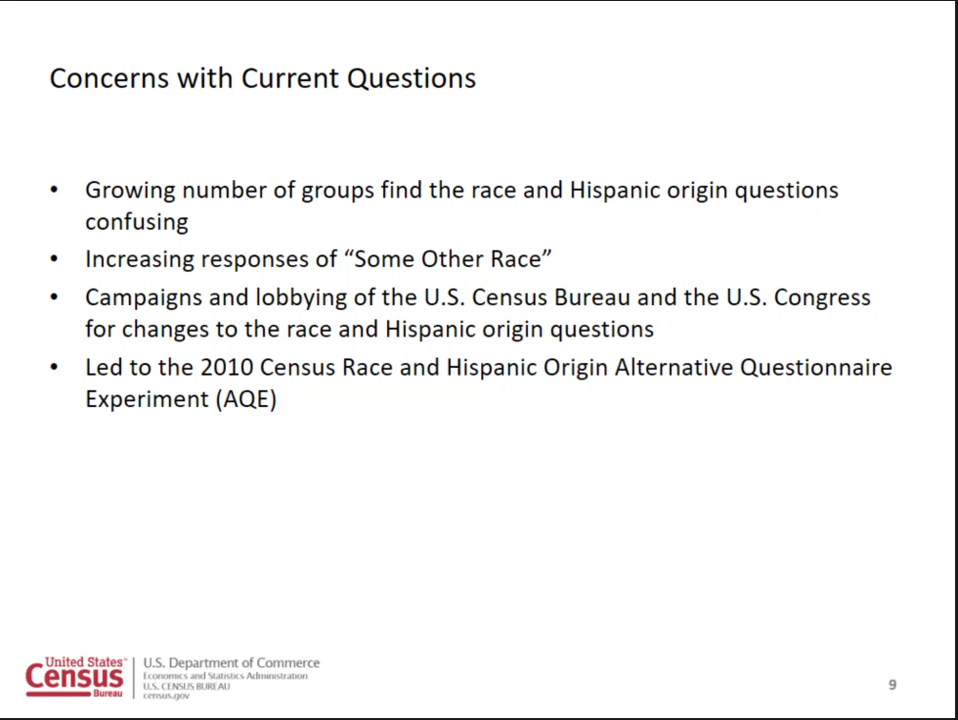 Concerns with Current Questions
• Growing number of groups find the race and Hispanic origin questions
confusing
• Increasing responses of “Some Other Race”
• Campaigns and lobbying of the U.S. Census Bureau and the U.S. Congress
for changes to the race and Hispanic origin questions
• Led to the 2010 Census Race and Hispanic Origin Alternative Questionnaire
Experiment (AQE)
United States™
Census
Bureau
U.S. Department of Commerce
Economics and Statistics Administration
U.S. CENSUS BUREAU
census.gov
9